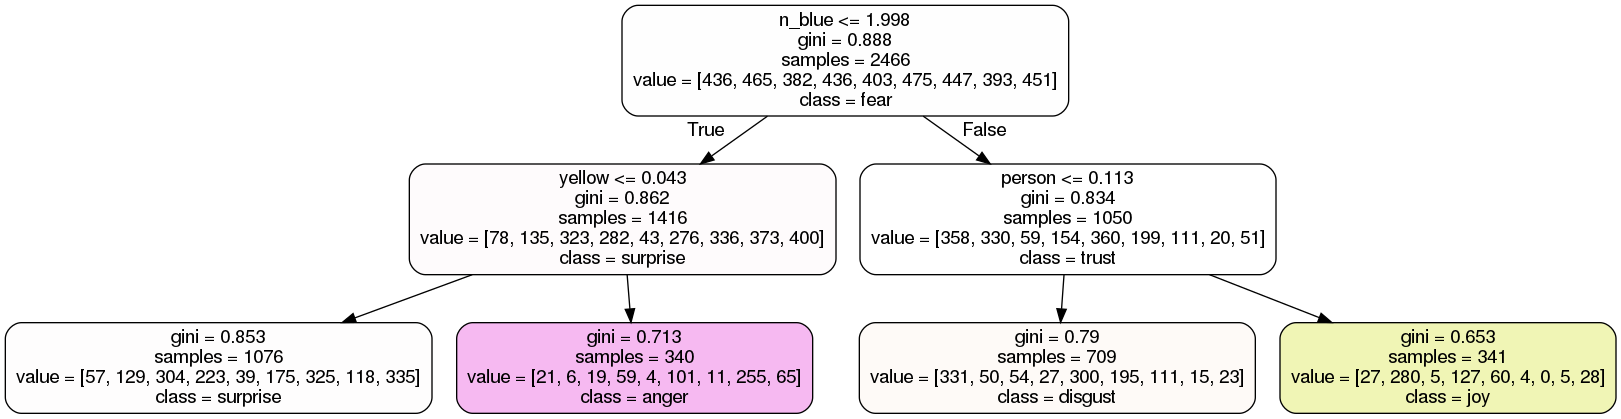 n_blue <= 1.998
gini = 0.888
samples = 2466
value = [436, 465, 382, 436, 403, 475, 447, 393, 451]
class = fear
True
False
yellow <= 0.043
gini = 0.862
samples = 1416
value = [78, 135, 323, 282, 43, 276, 336, 373, 400]
class = surprise
person <= 0.113
gini = 0.834
samples = 1050
value = [358, 330, 59, 154, 360, 199, 111, 20, 51]
class = trust
gini = 0.853
samples = 1076
value = [57, 129, 304, 223, 39, 175, 325, 118, 335]
class = surprise
gini = 0.713
samples = 340
value = [21, 6, 19, 59, 4, 101, 11, 255, 65]
class = anger
gini = 0.79
samples = 709
value = [331, 50, 54, 27, 300, 195, 111, 15, 23]
class = disgust
gini = 0.653
samples = 341
value = [27, 280, 5, 127, 60, 4, 0, 5, 28]
class = joy